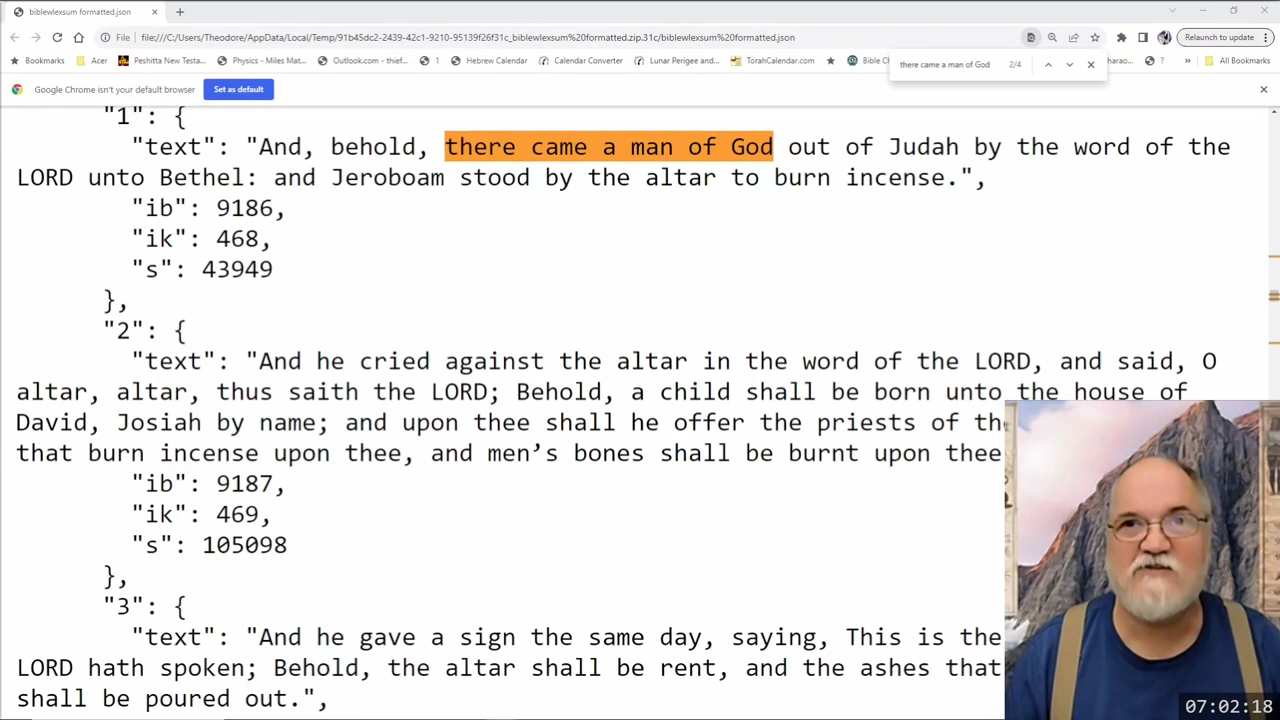 biblewlexsum formatted.json
File
file:///C:/Users/Theodore/AppData/Local/Temp/91b45dc2-2439-42c1-9210-95139f26f31c_biblewlexsum%20formatted.zip.31c/biblewlexsum%20formatted.json
Relaunch to update
Bookmarks Acer Peshitta New Testa... Physics - Miles Mat... Outlook.com - thief... 1 Hebrew Calendar Calendar Converter Lunar Perigee and... TorahCalendar.com Bible Ch ? » All Bookmarks
there came a man of God 2/4
Google Chrome isn't your default browser Set as default
"1": {
"text": "And, behold, there came a man of God out of Judah by the word of the
LORD unto Bethel: and Jeroboam stood by the altar to burn incense.",
"ib": 9186,
"ik": 468,
"s": 43949
},
"2": {
"text": "And he cried against the altar in the word of the LORD, and said, O
altar, altar, thus saith the LORD; Behold, a child shall be born unto the house of
David, Josiah by name; and upon thee shall he offer the priests of
that burn incense upon thee, and men’s bones shall be burnt upon thee
"ib": 9187,
"ik": 469,
"s": 105098
},
"3": {
"text": "And he gave a sign the same day, saying, This is the
LORD hath spoken; Behold, the altar shall be rent, and the ashes that
shall be poured out.",
07:02:18